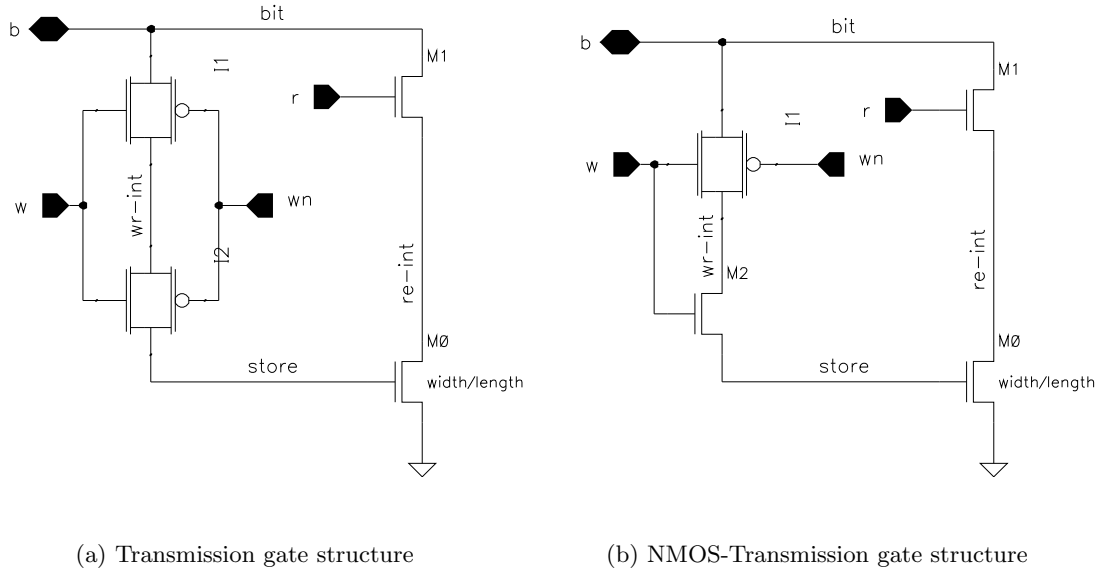 b
bit
I1
M1
r
w
wr-int
wn
I2
re-int
M0
store
width/length
(a) Transmission gate structure
b
bit
M1
I1
r
w
wn
wr-int
M2
re-int
M0
store
width/length
(b) NMOS-Transmission gate structure